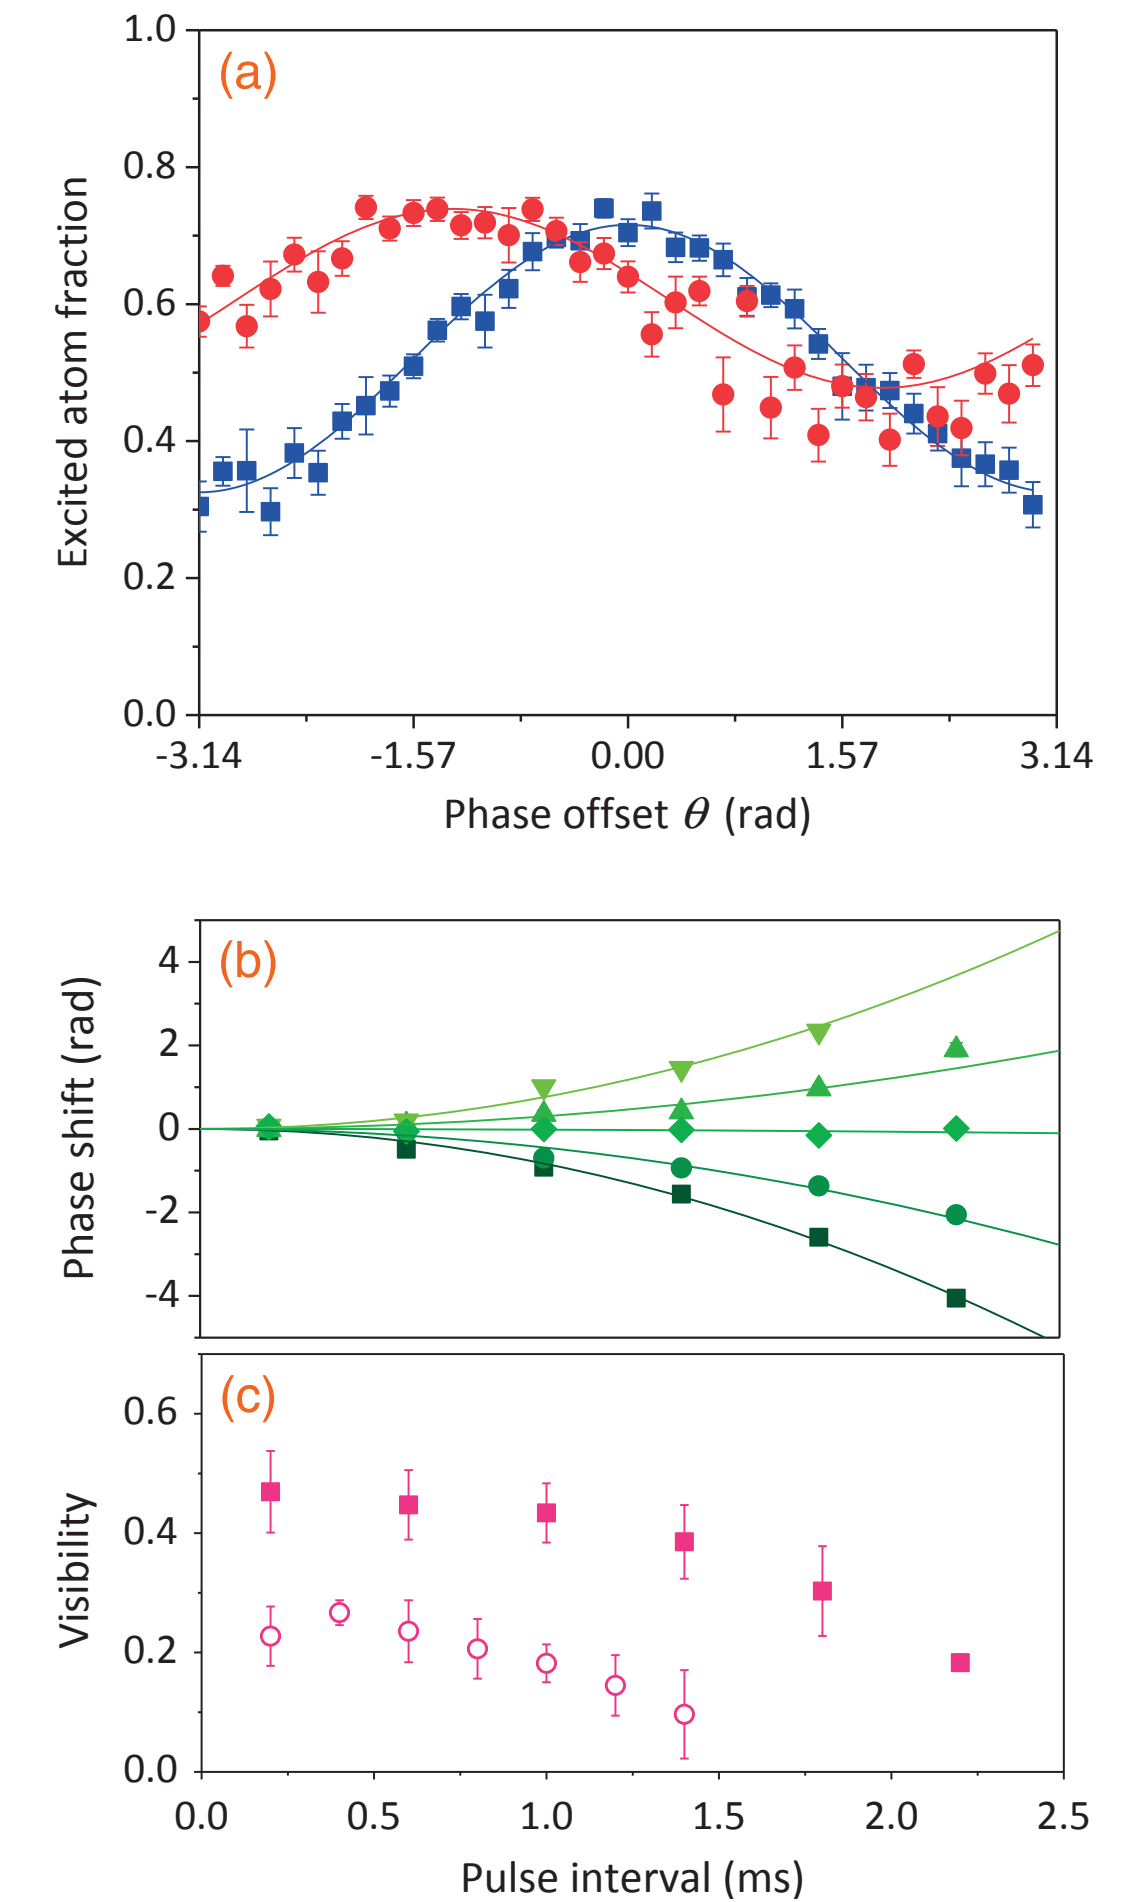 (a)
1.0
0.8
0.6
0.4
0.2
0.0
Excited atom fraction
-3.14 -1.57 0.00 1.57 3.14
Phase offset θ (rad)
(b)
4
2
0
-2
-4
Phase shift (rad)
(c)
0.6
0.4
0.2
0.0
Visibility
0.0 0.5 1.0 1.5 2.0 2.5
Pulse interval (ms)